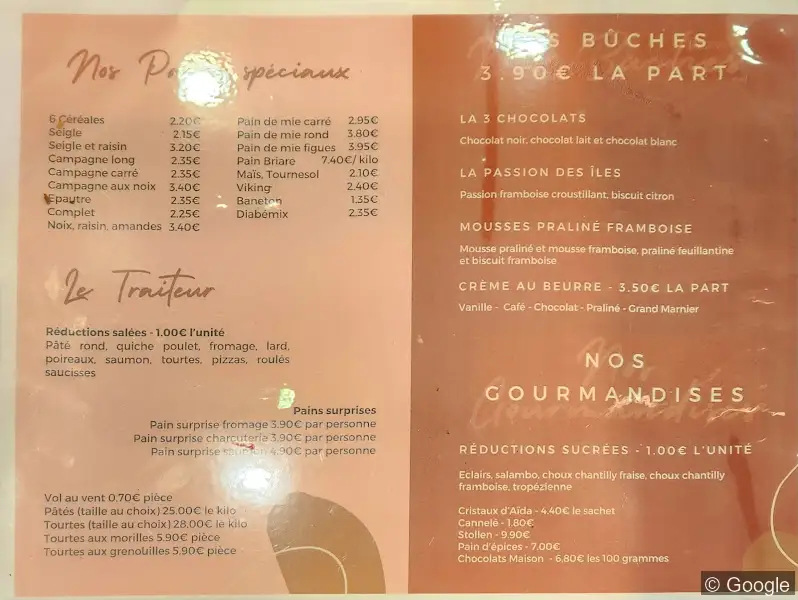 Nos spéciaux
6 Céréales 2.20€
Seigle 2.15€
Seigle et raisin 3.20€
Campagne long 2.35€
Campagne carré 2.35€
Campagne aux noix 3.40€
Epautre 2.35€
Complet 2.25€
Noix, raisin, amandes 3.40€
Pain de mie carré 2.95€
Pain de mie rond 3.80€
Pain de mie figues 3.95€
Pain Briare 7.40€/ kilo
Maïs, Tournesol 2.10€
Viking 2.40€
Baneton 1.35€
Diabémix 2.35€
Le Traiteur
Réductions salées - 1.00€ l'unité
Pâté rond, quiche poulet, fromage, lard,
poireaux, saumon, tourtes, pizzas, roulés
saucisses
Pains surprises
Pain surprise fromage 3.90€ par personne
Pain surprise charcuterie 3.90€ par personne
Pain surprise saumon 4.90€ par personne
Vol au vent 0.70€ pièce
Pâtés (taille au choix) 25.00€ le kilo
Tourtes (taille au choix) 28.00€ le kilo
Tourtes aux morilles 5.90€ pièce
Tourtes aux grenouilles 5.90€ pièce
BÛCHES
3.90€ LA PART
LA 3 CHOCOLATS
Chocolat noir, chocolat lait et chocolat blanc
LA PASSION DES ÎLES
Passion framboise croustillant, biscuit citron
MOUSSES PRALINÉ FRAMBOISE
Mousse praliné et mousse framboise, praliné feuillantine
et biscuit framboise
CRÈME AU BEURRE - 3.50€ LA PART
Vanille - Café - Chocolat - Praliné - Grand Marnier
NOS
GOURMANDISES
RÉDUCTIONS SUCRÉES - 1.00€ L'UNITÉ
Eclairs, salambo, choux chantilly fraise, choux chantilly
framboise, tropézienne
Cristaux d'Aïda - 4.40€ le sachet
Cannelé - 1.80€
Stollen - 9.90€
Pain d'épices - 7.00€
Chocolats Maison - 6,80€ les 100 grammes
© Google